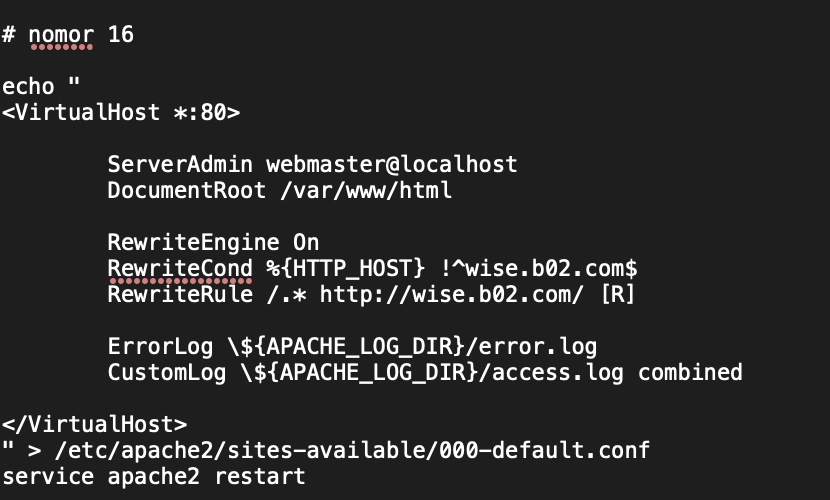 # nomor 16
echo "
<VirtualHost *:80>
ServerAdmin webmaster@localhost
DocumentRoot /var/www/html
RewriteEngine On
RewriteCond %{HTTP_HOST} !^wise.b02.com$
RewriteRule /.* http://wise.b02.com/ [R]
ErrorLog \${APACHE_LOG_DIR}/error.log
CustomLog \${APACHE_LOG_DIR}/access.log combined
</VirtualHost>
" > /etc/apache2/sites-available/000-default.conf
service apache2 restart